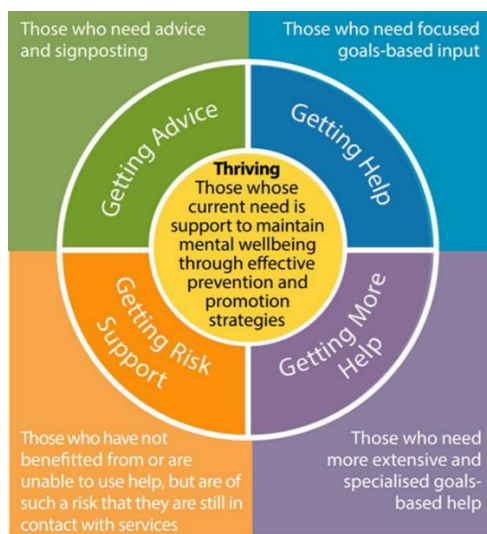 Those who need advice
and signposting
Those who need focused
goals-based input
Getting Advice
Getting Help
Thriving
Those whose
current need is
support to maintain
mental wellbeing
through effective
prevention and
promotion
strategies
Getting Risk
Support
Getting More
Help
Those who have not
benefitted from or are
unable to use help, but are of
such a risk that they are still in
contact with services
Those who need
more extensive and
specialised goals-
based help